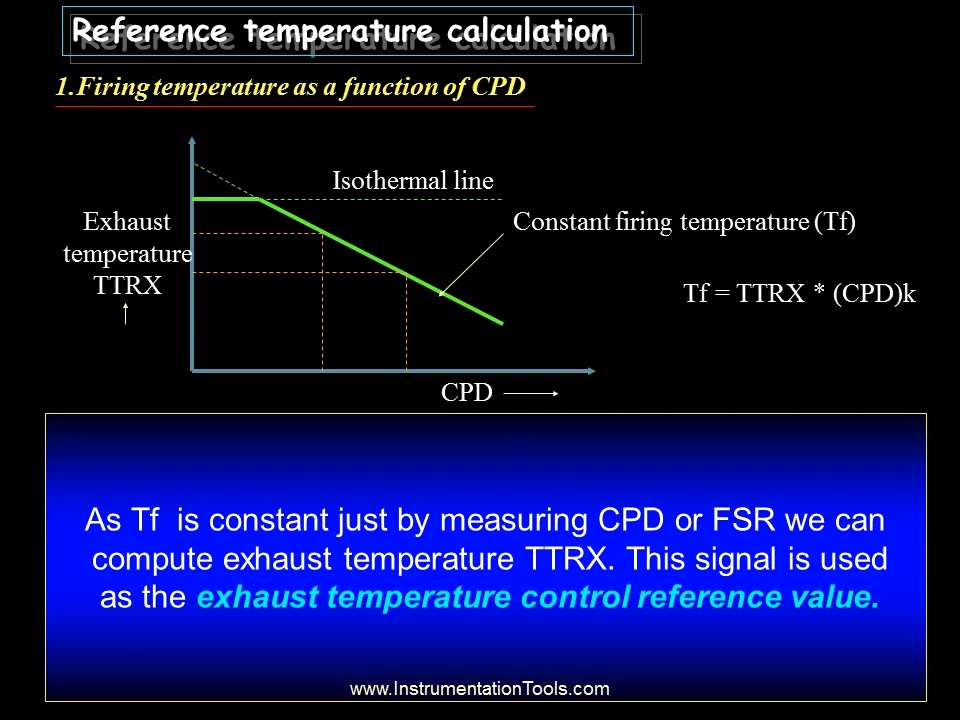 Reference temperature calculation
1.Firing temperature as a function of CPD
Isothermal line
Exhaust
temperature
TTRX
Constant firing temperature (Tf)
Tf = TTRX * (CPD)k
CPD
As Tf  is constant just by measuring CPD or FSR we can
compute exhaust temperature TTRX. This signal is used
as the exhaust temperature control reference value.
www.InstrumentationTools.com